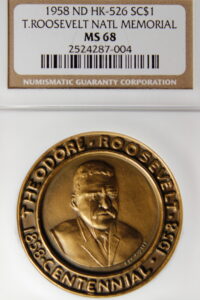 1958 ND HK-526 SC$1
T.ROOSEVELT NATL MEMORIAL
MS 68
2524287-004
NUMISMATIC GUARANTY CORPORATION
THEODORE · ROOSEVELT ·
1858·CENTENNIAL·1958